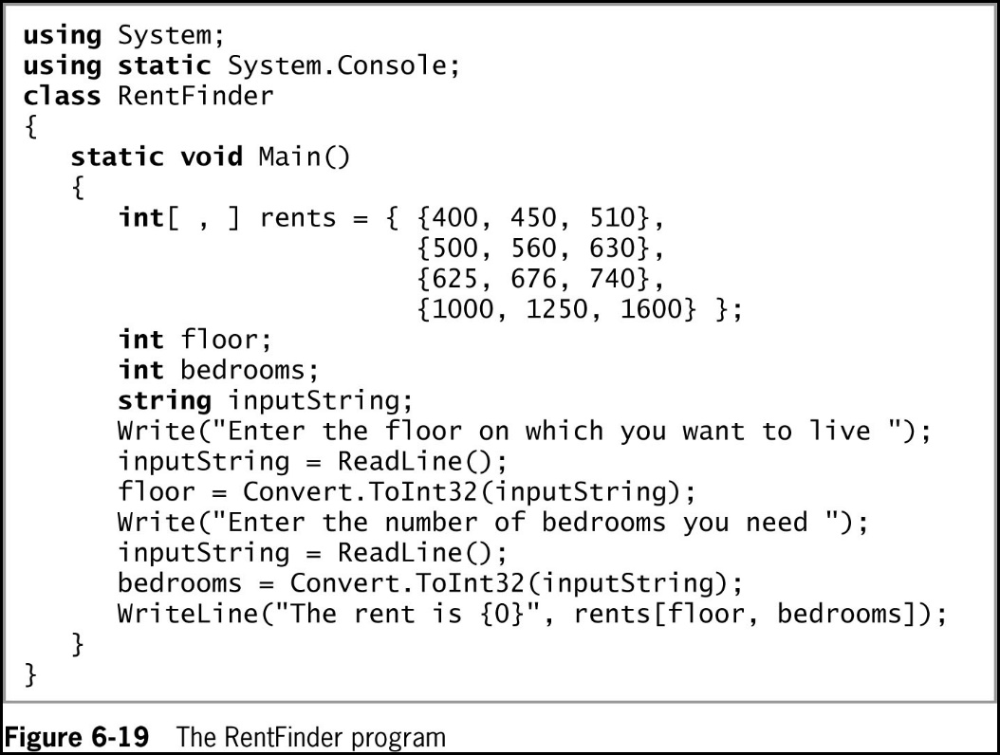 using System;
using static System.Console;
class RentFinder
{
   static void Main()
   {
      int[ , ] rents = { {400, 450, 510},
                         {500, 560, 630},
                         {625, 676, 740},
                         {1000, 1250, 1600} };
      int floor;
      int bedrooms;
      string inputString;
      Write("Enter the floor on which you want to live ");
      inputString = ReadLine();
      floor = Convert.ToInt32(inputString);
      Write("Enter the number of bedrooms you need ");
      inputString = ReadLine();
      bedrooms = Convert.ToInt32(inputString);
      WriteLine("The rent is {0}", rents[floor, bedrooms]);
   }
}
Figure 6-19 The RentFinder program